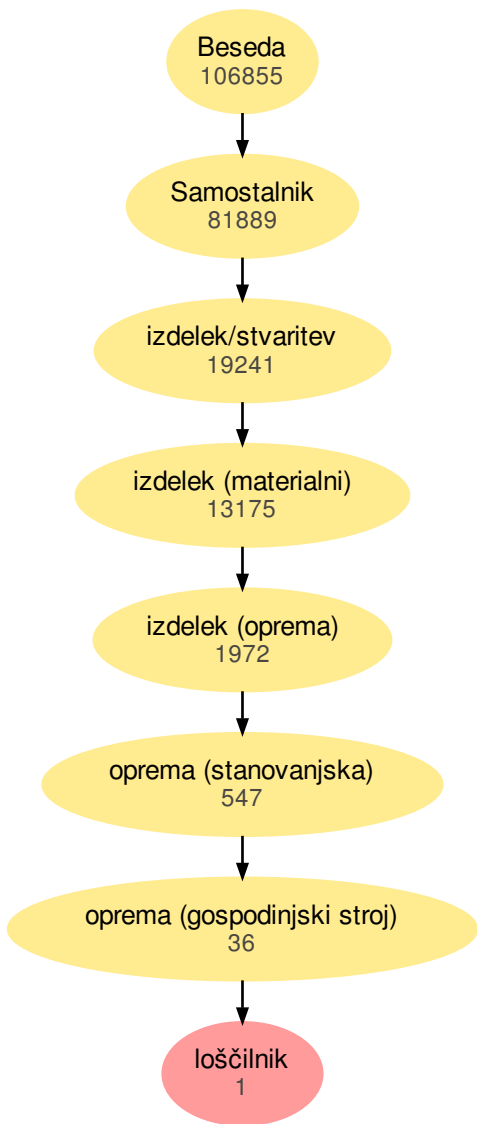 Beseda
106855
Samostalnik
81889
izdelek/stvaritev
19241
izdelek (materialni)
13175
izdelek (oprema)
1972
oprema (stanovanjska)
547
oprema (gospodinjski stroj)
36
loščilnik
1